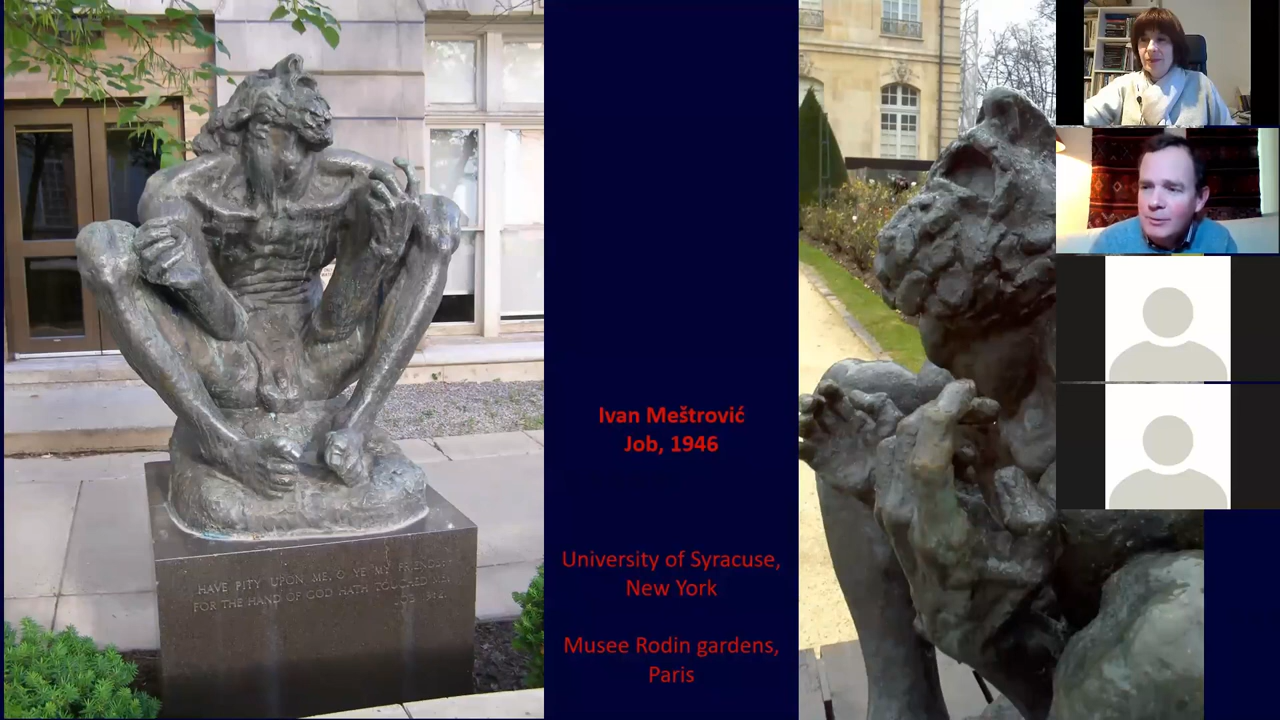 Ivan Meštrović
Job, 1946
University of Syracuse,
New York
Musee Rodin gardens,
Paris
HAVE PITY UPON ME, O YE MY FRIENDS
FOR THE HAND OF GOD HATH TOUCHED ME.